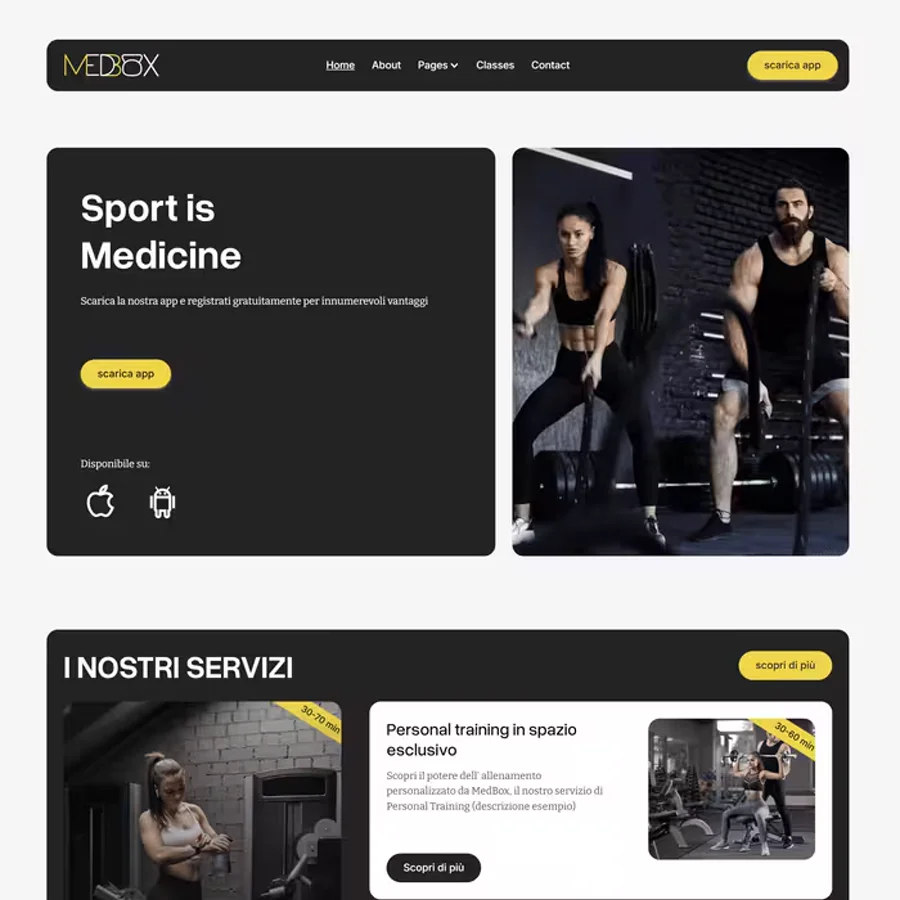 MEDBOX
Home About Pages Classes Contact
scarica app
Sport is
Medicine
Scarica la nostra app e registrati gratuitamente per innumerevoli vantaggi
scarica app
Disponibile su:
I NOSTRI SERVIZI
scopri di più
30-70 min
Personal training in spazio
esclusivo
Scopri il potere dell' allenamento
personalizzato da MedBox, il nostro servizio di
Personal Training (descrizione esempio)
Scopri di più
30-60 min